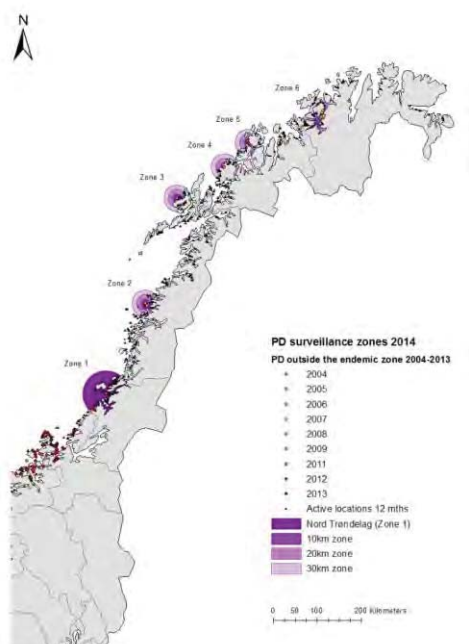 N
Zone 6
Zone 5
Zone 4
Zone 3
Zone 2
Zone 1
PD surveillance zones 2014
PD outside the endemic zone 2004-2013
2004
2005
2006
2007
2008
2009
2011
2012
2013
Active locations 12 mths
Nord Trøndelag (Zone 1)
10km zone
20km zone
30km zone
0 50 100 200 Kilometers